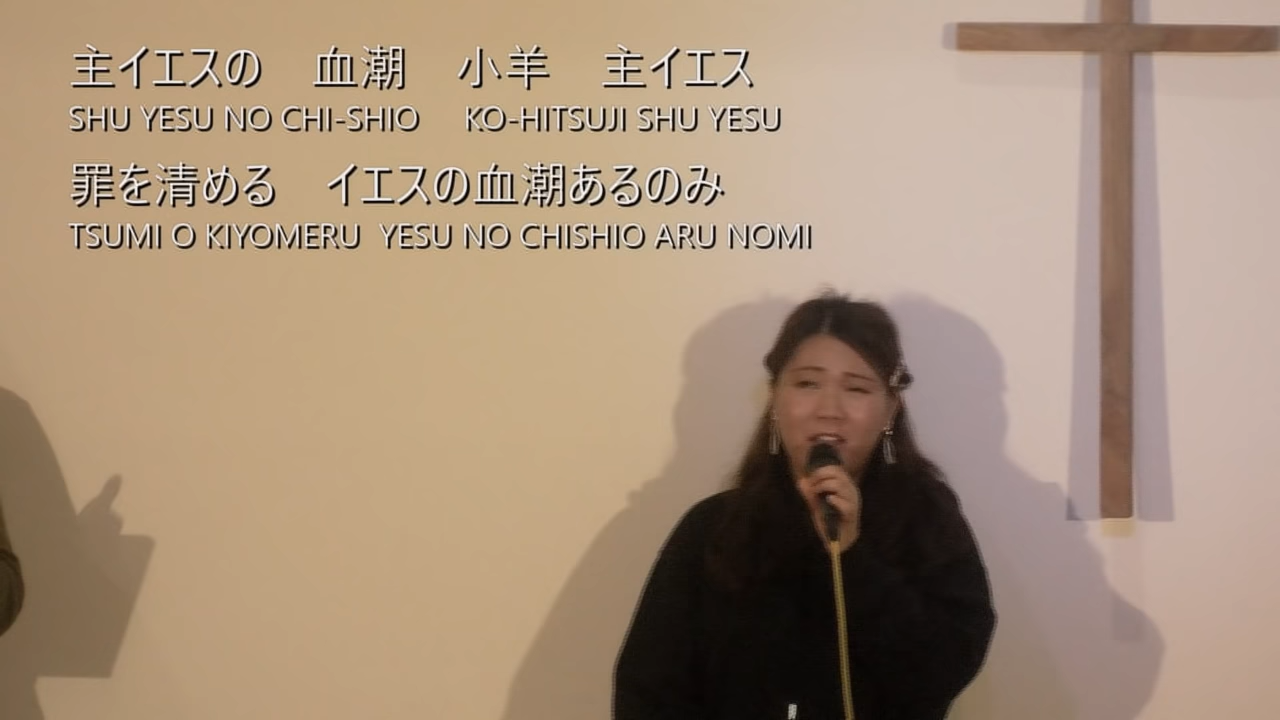 主イエスの　血潮　小羊　主イエス
SHU YESU NO CHI-SHIO　KO-HITSUJI SHU YESU
罪を清める　イエスの血潮あるのみ
TSUMI O KIYOMERU YESU NO CHISHIO ARU NOMI